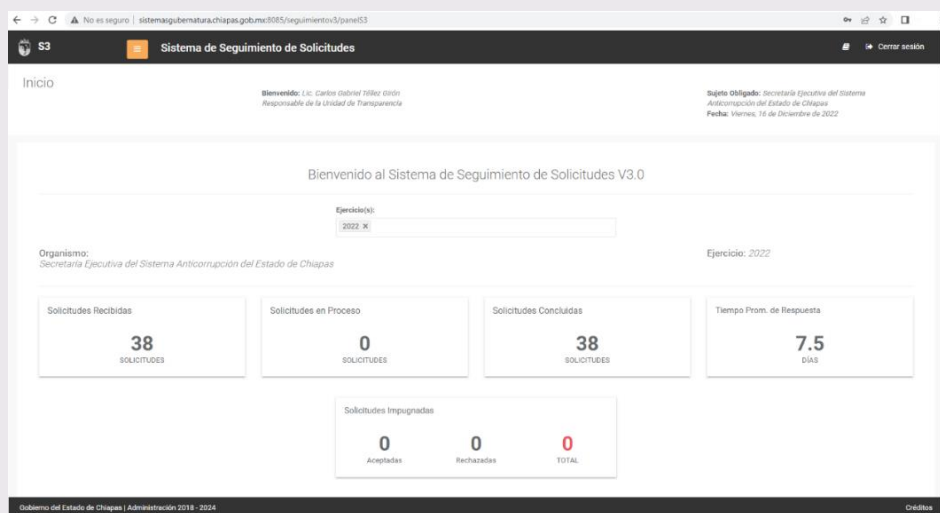 No es seguro | sistemasgubernatura.chiapas.gob.mx:8085/seguimientov3/panelS3
S3 Sistema de Seguimiento de Solicitudes Cerrar sesión
Inicio
Bienvenido: Lic. Carlos Gabriel Téllez Girón
Responsable de la Unidad de Transparencia
Sujeto Obligado: Secretaría Ejecutiva del Sistema
Anticorrupción del Estado de Chiapas
Fecha: Viernes, 16 de Diciembre de 2022
Bienvenido al Sistema de Seguimiento de Solicitudes V3.0
Ejercicio(s):
2022 ×
Organismo:
Secretaría Ejecutiva del Sistema Anticorrupción del Estado de Chiapas
Ejercicio: 2022
Solicitudes Recibidas
38
SOLICITUDES
Solicitudes en Proceso
0
SOLICITUDES
Solicitudes Concluidas
38
SOLICITUDES
Tiempo Prom. de Respuesta
7.5
DÍAS
Solicitudes Impugnadas
0 0 0
Aceptadas Rechazadas TOTAL
Gobierno del Estado de Chiapas | Administración 2018 - 2024 Créditos